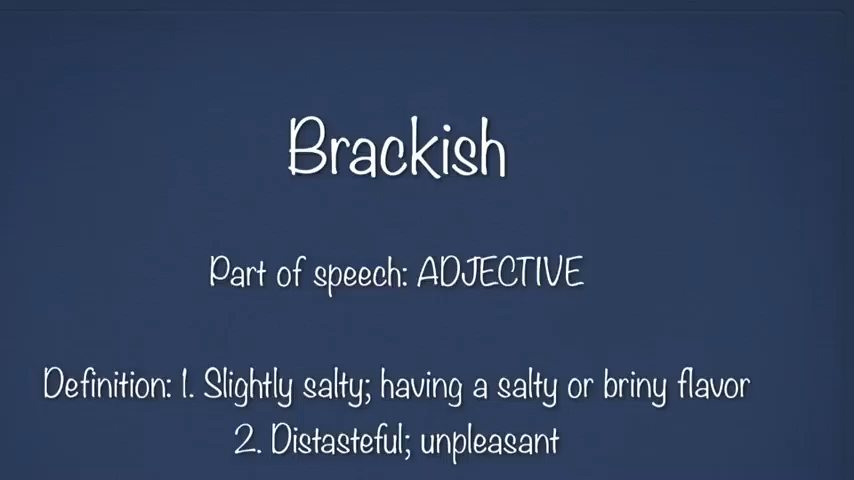 Brackish
Part of speech: ADJECTIVE
Definition: 1. Slightly salty; having a salty or briny flavor
2. Distasteful; unpleasant